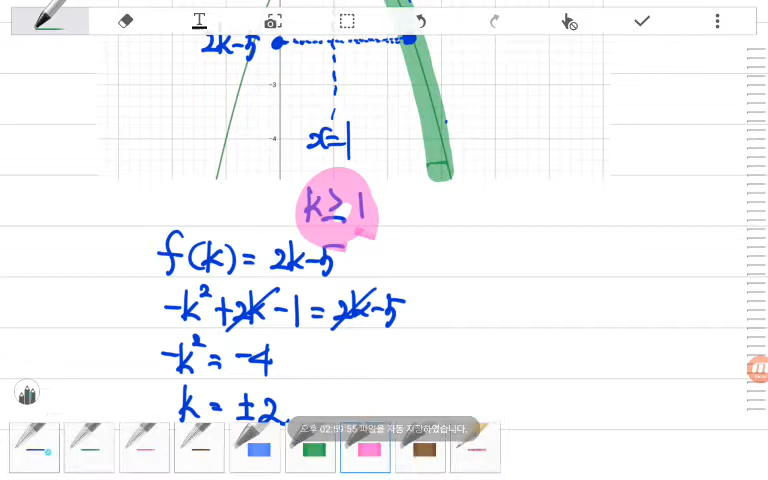 T
2k-5
-3
x=1
-4
k ≥ 1
f(k) = 2k-5
-k² + 2k - 1 = 2k - 5
-k² = -4
k = ±2
오후 02:59:55 파일을 자동 저장하였습니다.